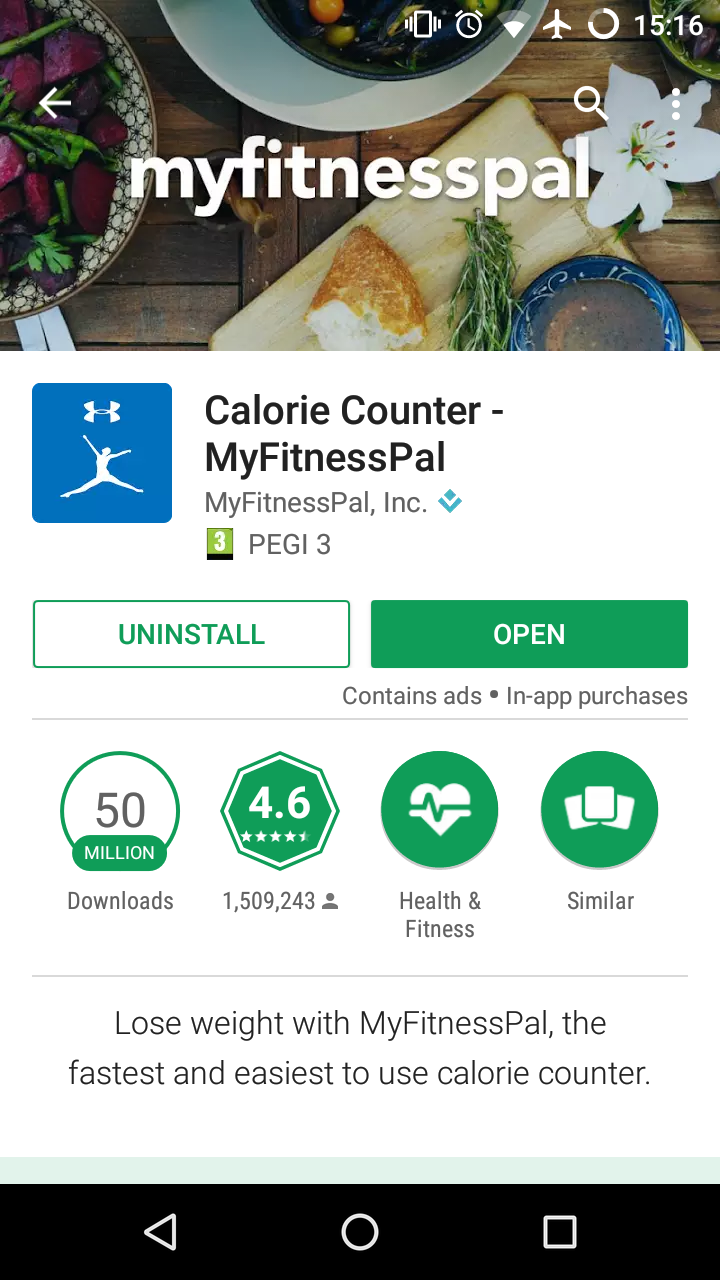 15:16
myfitnesspal
Calorie Counter -
MyFitnessPal
MyFitnessPal, Inc.
3 PEGI 3
UNINSTALL
OPEN
Contains ads • In-app purchases
50
MILLION
Downloads
4.6
1,509,243
Health &
Fitness
Similar
Lose weight with MyFitnessPal, the
fastest and easiest to use calorie counter.